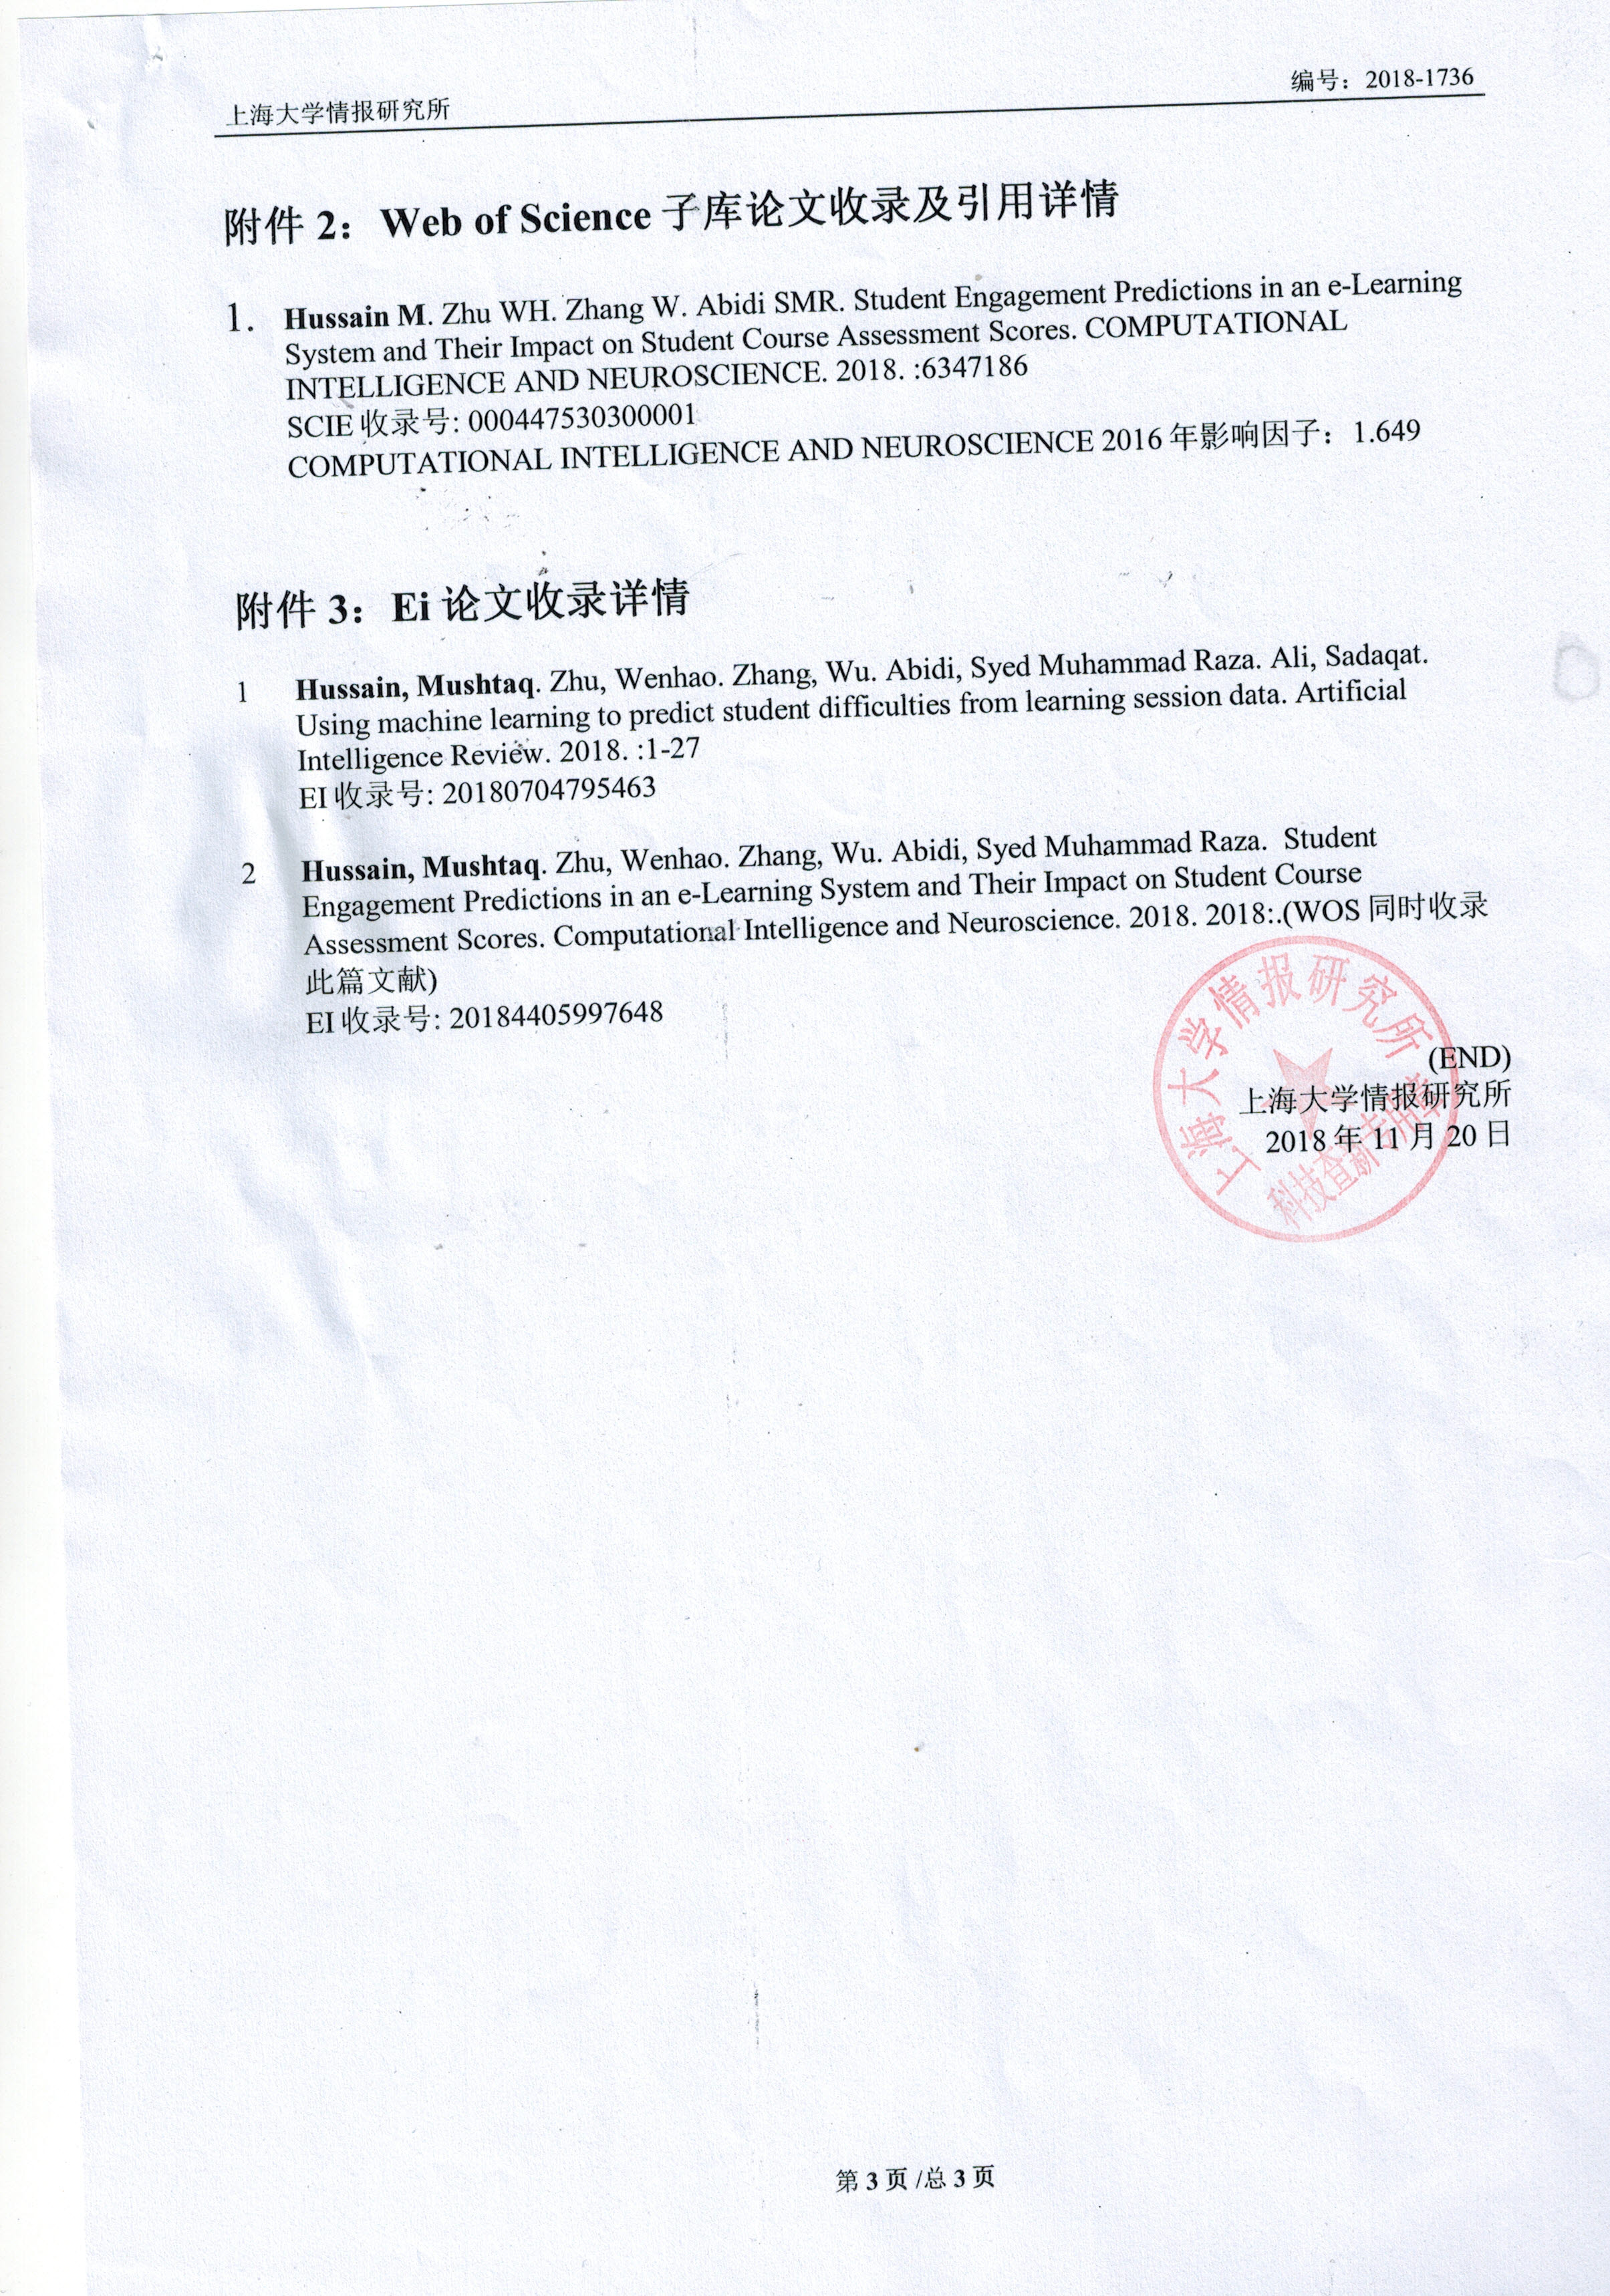 上海大学情报研究所
编号：2018-1736
附件 2：Web of Science 子库论文收录及引用详情
1. Hussain M. Zhu WH. Zhang W. Abidi SMR. Student Engagement Predictions in an e-Learning
System and Their Impact on Student Course Assessment Scores. COMPUTATIONAL
INTELLIGENCE AND NEUROSCIENCE. 2018. :6347186
SCIE 收录号: 000447530300001
COMPUTATIONAL INTELLIGENCE AND NEUROSCIENCE 2016 年影响因子：1.649
附件 3：Ei 论文收录详情
1 Hussain, Mushtaq. Zhu, Wenhao. Zhang, Wu. Abidi, Syed Muhammad Raza. Ali, Sadaqat.
Using machine learning to predict student difficulties from learning session data. Artificial
Intelligence Review. 2018. :1-27
EI 收录号: 20180704795463
2 Hussain, Mushtaq. Zhu, Wenhao. Zhang, Wu. Abidi, Syed Muhammad Raza. Student
Engagement Predictions in an e-Learning System and Their Impact on Student Course
Assessment Scores. Computational Intelligence and Neuroscience. 2018. 2018:.(WOS 同时收录
此篇文献)
EI 收录号: 20184405997648
(END)
上海大学情报研究所
2018 年 11 月 20 日
上海大学情报研究所
科技查新专用章
第 3 页 /总 3 页